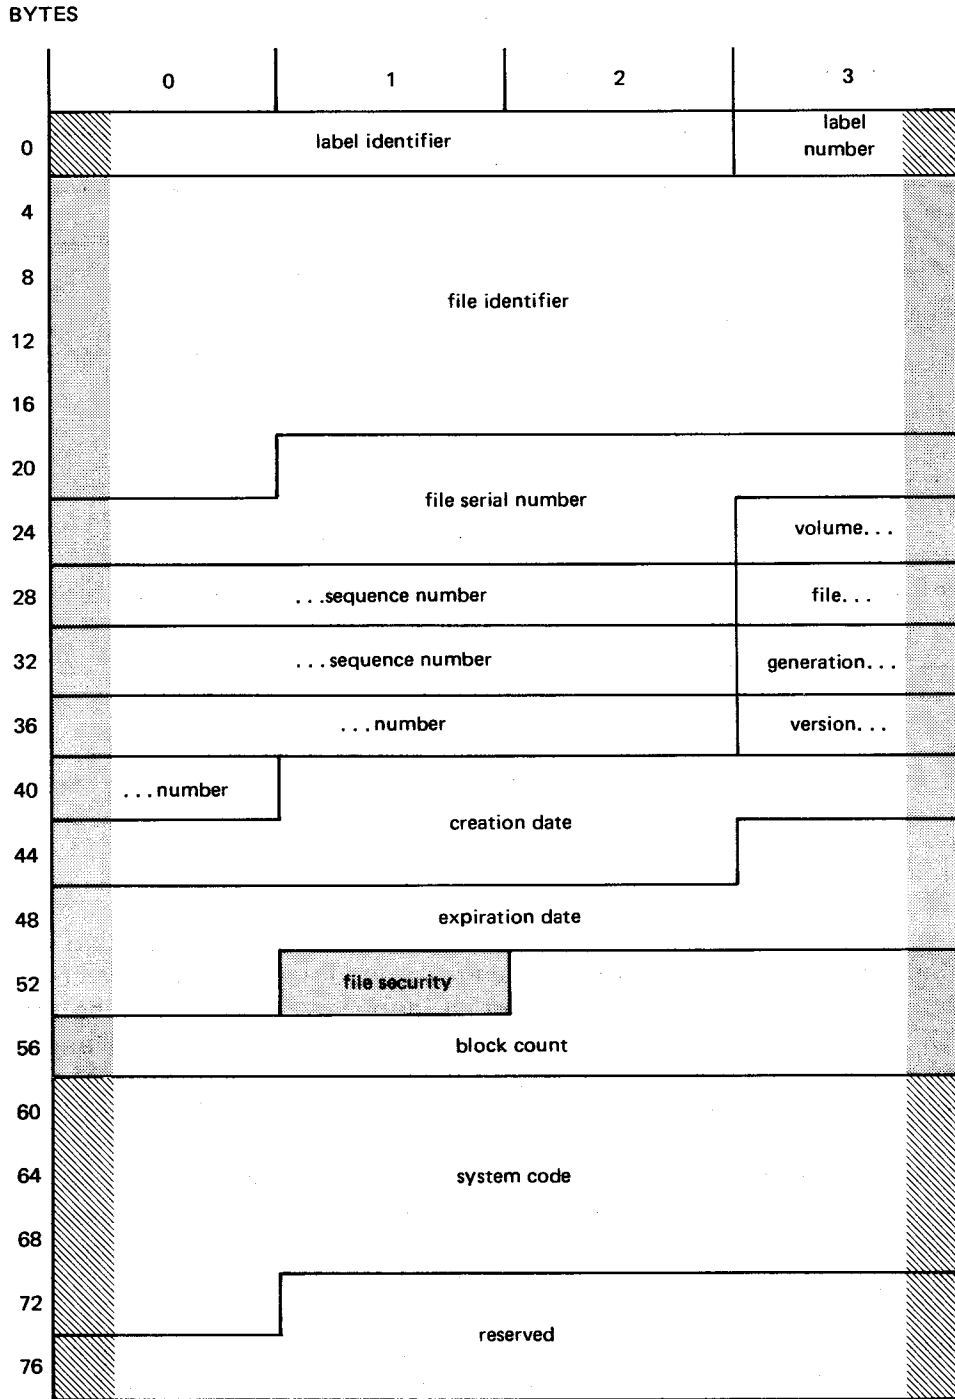 BYTES
0 1 2 3
0 label identifier label number
4
8
file identifier
12
16
20
file serial number
24 volume...
28 ...sequence number file...
32 ...sequence number generation...
36 ...number version...
40 ...number
creation date
44
48 expiration date
52 file security
56 block count
60
64 system code
68
72
reserved
76